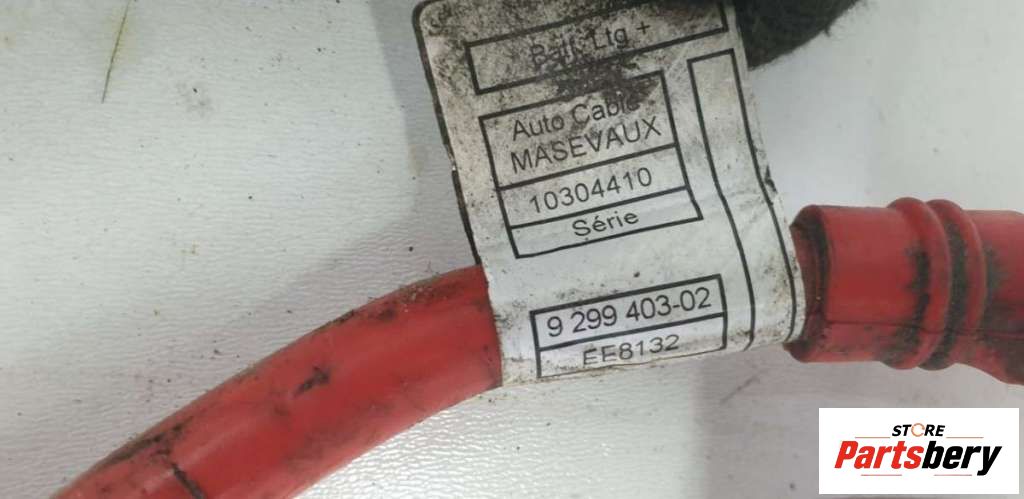 Batt. Ltg +
Auto Cable
MASEVAUX
10304410
Série
9 299 403-02
EE8132
STORE
Partsbery